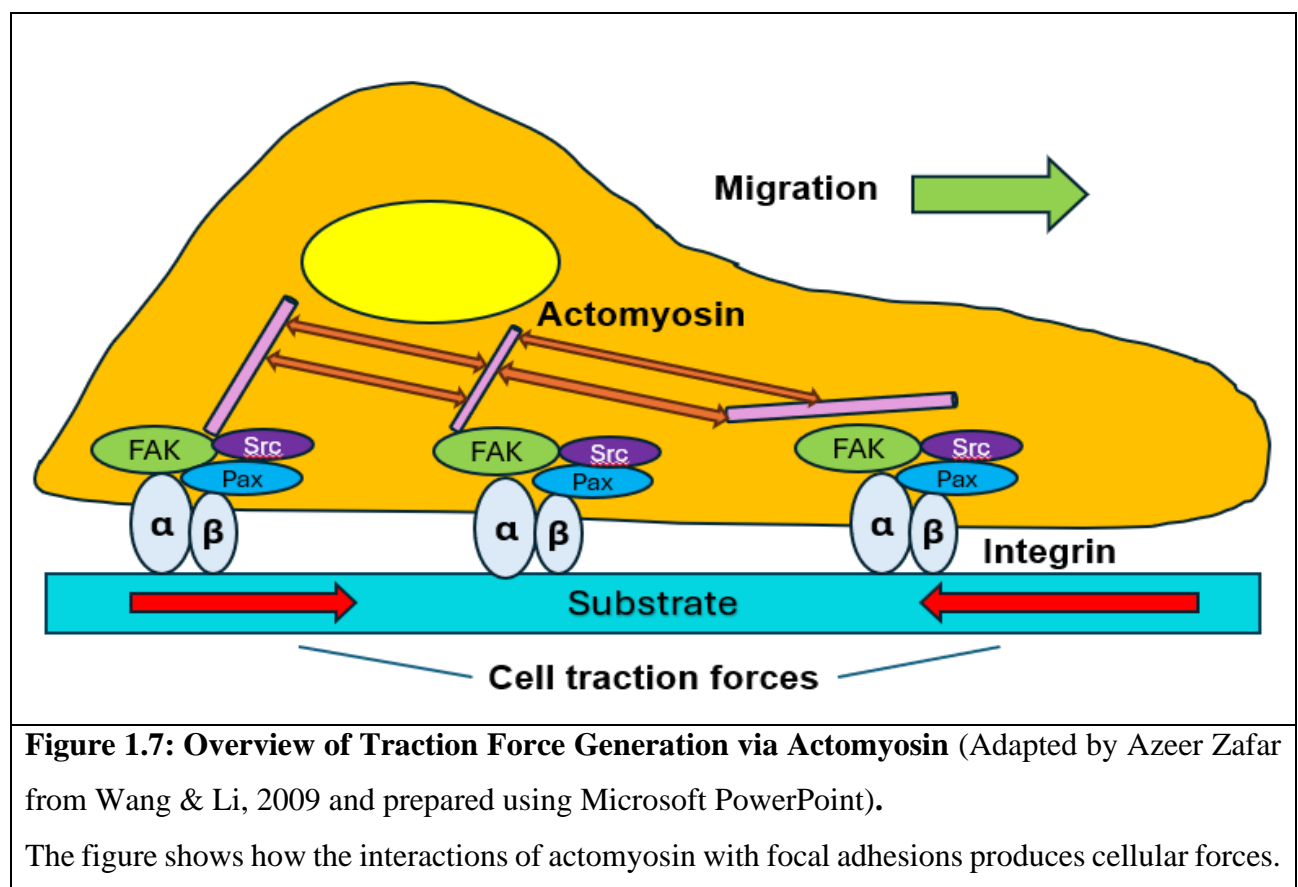 Migration
Actomyosin
FAK Src
Pax
α β
FAK Src
Pax
α β
FAK Src
Pax
α β
Integrin
Substrate
Cell traction forces
Figure 1.7: Overview of Traction Force Generation via Actomyosin (Adapted by Azeer Zafar
from Wang & Li, 2009 and prepared using Microsoft PowerPoint).
The figure shows how the interactions of actomyosin with focal adhesions produces cellular forces.